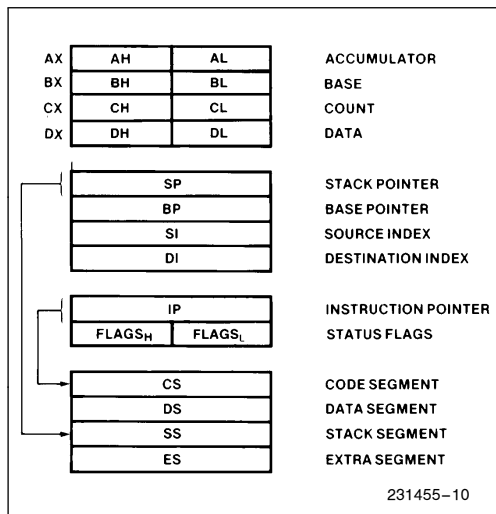 AX AH AL ACCUMULATOR
BX BH BL BASE
CX CH CL COUNT
DX DH DL DATA
SP STACK POINTER
BP BASE POINTER
SI SOURCE INDEX
DI DESTINATION INDEX
IP INSTRUCTION POINTER
FLAGSH FLAGSL STATUS FLAGS
CS CODE SEGMENT
DS DATA SEGMENT
SS STACK SEGMENT
ES EXTRA SEGMENT
231455–10